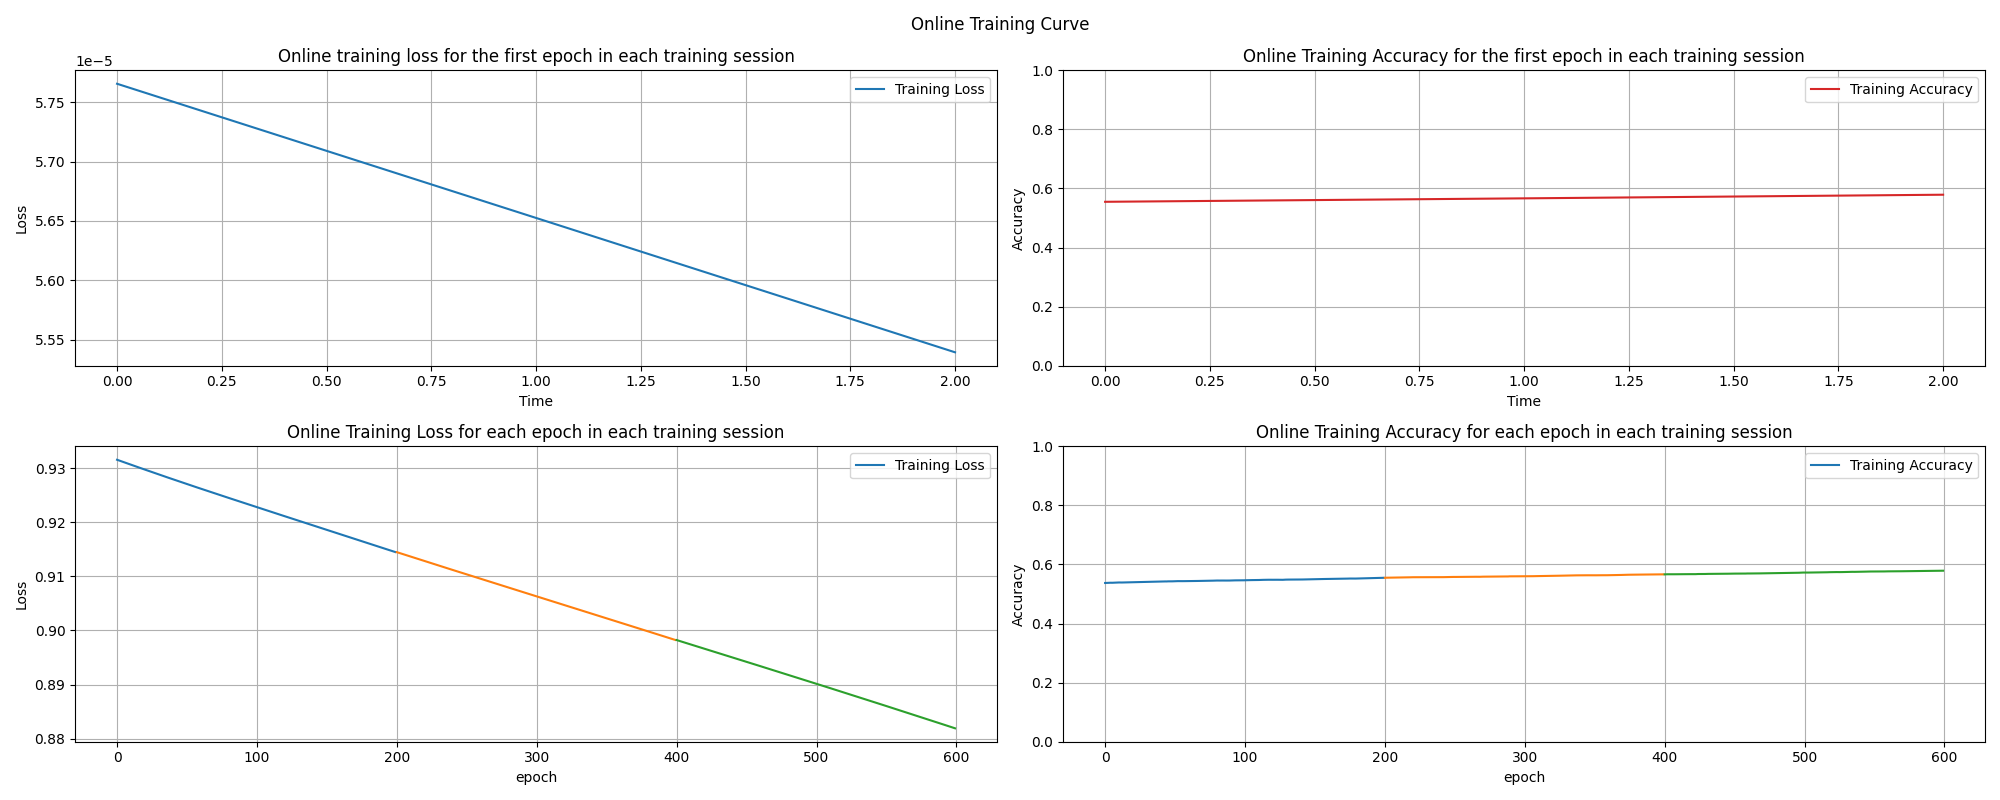 Online Training Curve
Online training loss for the first epoch in each training session
1e−5
Training Loss
5.75
5.70
5.65
5.60
5.55
Loss
0.00 0.25 0.50 0.75 1.00 1.25 1.50 1.75 2.00
Time
Online Training Accuracy for the first epoch in each training session
Training Accuracy
1.0
0.8
0.6
0.4
0.2
0.0
Accuracy
0.00 0.25 0.50 0.75 1.00 1.25 1.50 1.75 2.00
Time
Online Training Loss for each epoch in each training session
Training Loss
0.93
0.92
0.91
0.90
0.89
0.88
Loss
0 100 200 300 400 500 600
epoch
Online Training Accuracy for each epoch in each training session
Training Accuracy
1.0
0.8
0.6
0.4
0.2
0.0
Accuracy
0 100 200 300 400 500 600
epoch